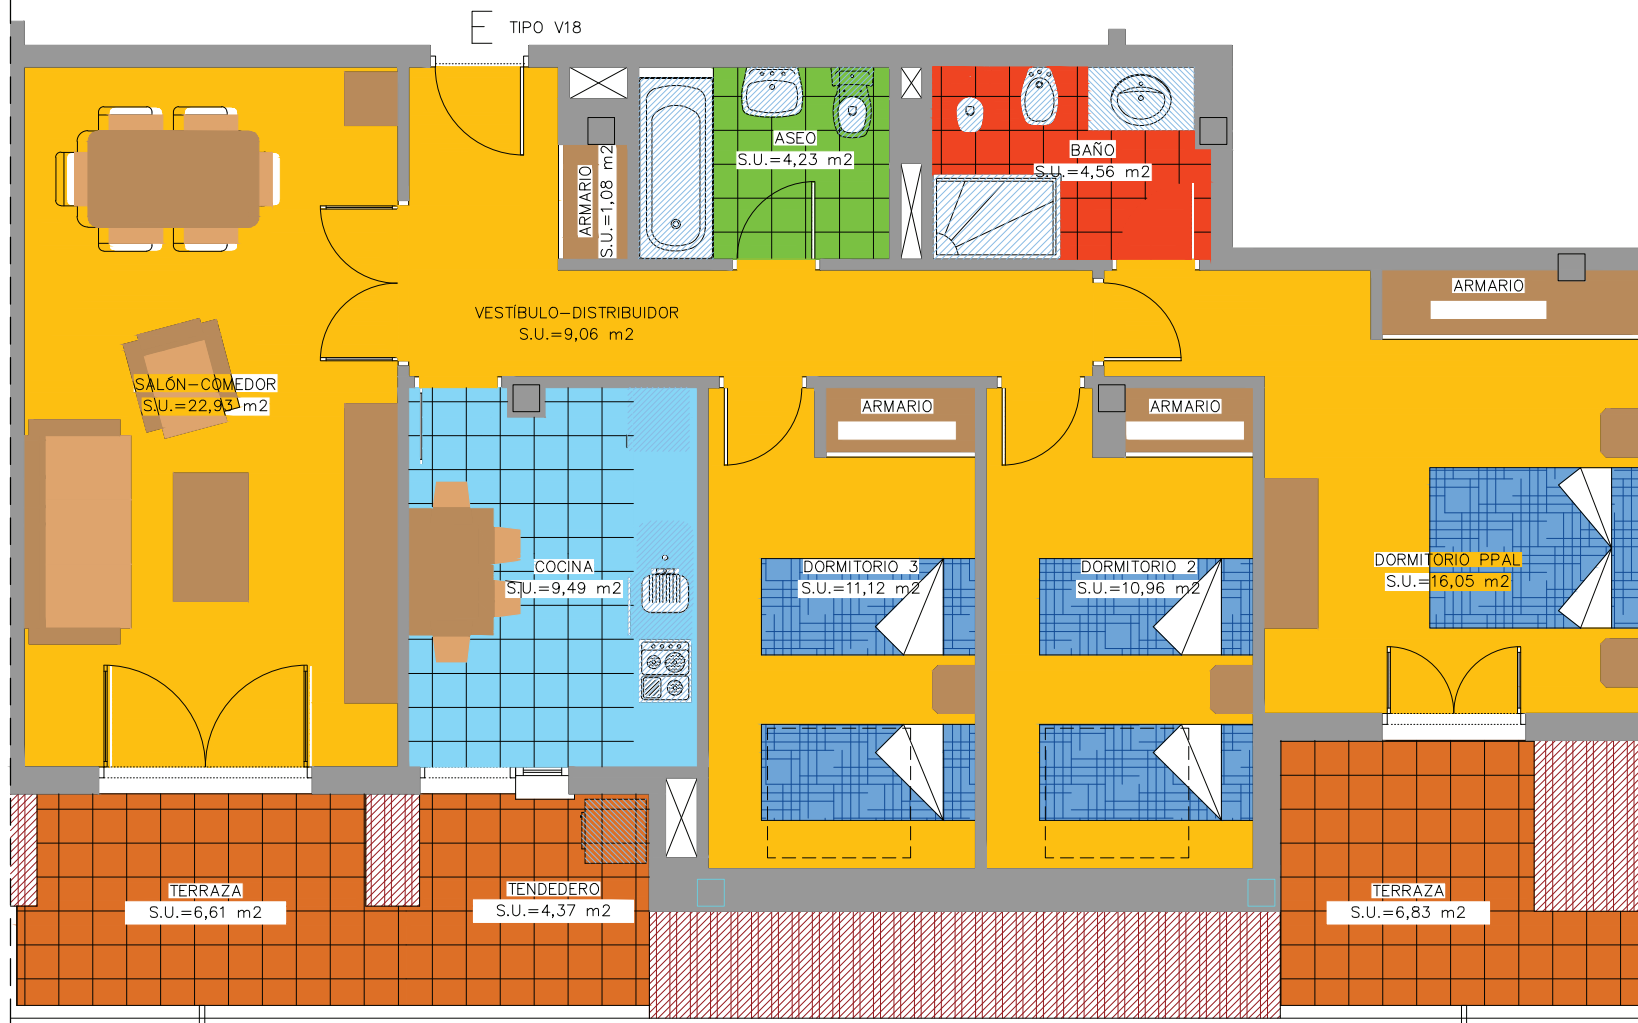 E TIPO V18
ASEO
S.U.=4,23 m2
BAÑO
S.U.=4,56 m2
ARMARIO
S.U.=1,08 m2
ARMARIO
VESTÍBULO-DISTRIBUIDOR
S.U.=9,06 m2
SALÓN-COMEDOR
S.U.=22,93 m2
ARMARIO
ARMARIO
COCINA
S.U.=9,49 m2
DORMITORIO 3
S.U.=11,12 m2
DORMITORIO 2
S.U.=10,96 m2
DORMITORIO PPAL
S.U.=16,05 m2
TERRAZA
S.U.=6,61 m2
TENDEDERO
S.U.=4,37 m2
TERRAZA
S.U.=6,83 m2